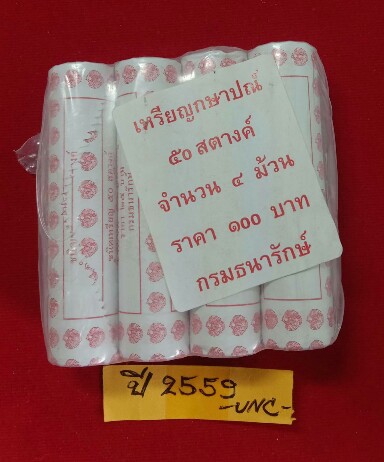 เหรียญกษาปณ์
๕๐ สตางค์
จำนวน ๔ ม้วน
ราคา ๑๐๐ บาท
กรมธนารักษ์
ปี 2559
-UNC-